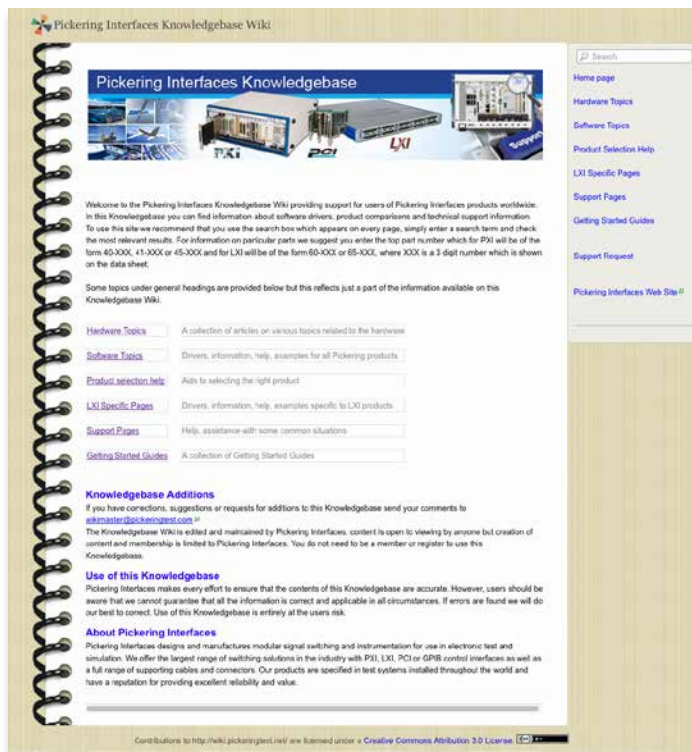 Pickering Interfaces Knowledgebase Wiki
Search
Home page
Hardware Topics
Software Topics
Product Selection Help
LXI Specific Pages
Support Pages
Getting Started Guides
Support Request
Pickering Interfaces Web Site
Pickering Interfaces Knowledgebase
PXI
PCI
LXI
Support
Welcome to the Pickering Interfaces Knowledgebase Wiki providing support for users of Pickering Interfaces products worldwide.
In this Knowledgebase you can find information about software drivers, product comparisons and technical support information.
To use this site we recommend that you use the search box which appears on every page, simply enter a search term and check
the most relevant results. For information on particular parts we suggest you enter the top part number which for PXI will be of the
form 40-XXX, 41-XXX or 45-XXX and for LXI will be of the form 60-XXX or 65-XXX, where XXX is a 3 digit number which is shown
on the data sheet.
Some topics under general headings are provided below but this reflects just a part of the information available on this
Knowledgebase Wiki.
Hardware Topics A collection of articles on various topics related to the hardware
Software Topics Drivers, information, help, examples for all Pickering products
Product selection help Aids to selecting the right product
LXI Specific Pages Drivers, information, help, examples specific to LXI products
Support Pages Help, assistance with some common situations
Getting Started Guides A collection of Getting Started Guides
Knowledgebase Additions
If you have corrections, suggestions or requests for additions to this Knowledgebase send your comments to
wikimaster@pickeringtest.com
The Knowledgebase Wiki is edited and maintained by Pickering Interfaces, content is open to viewing by anyone but creation of
content and membership is limited to Pickering Interfaces. You do not need to be a member or register to use this
Knowledgebase.
Use of this Knowledgebase
Pickering Interfaces makes every effort to ensure that the contents of this Knowledgebase are accurate. However, users should be
aware that we cannot guarantee that all the information is correct and applicable in all circumstances. If errors are found we will do
our best to correct. Use of this Knowledgebase is entirely at the users risk.
About Pickering Interfaces
Pickering Interfaces designs and manufactures modular signal switching and instrumentation for use in electronic test and
simulation. We offer the largest range of switching solutions in the industry with PXI, LXI, PCI or GPIB control interfaces as well as
a full range of supporting cables and connectors. Our products are specified in test systems installed throughout the world and
have a reputation for providing excellent reliability and value.
Contributions to http://wiki.pickeringtest.net/ are licensed under a Creative Commons Attribution 3.0 License.